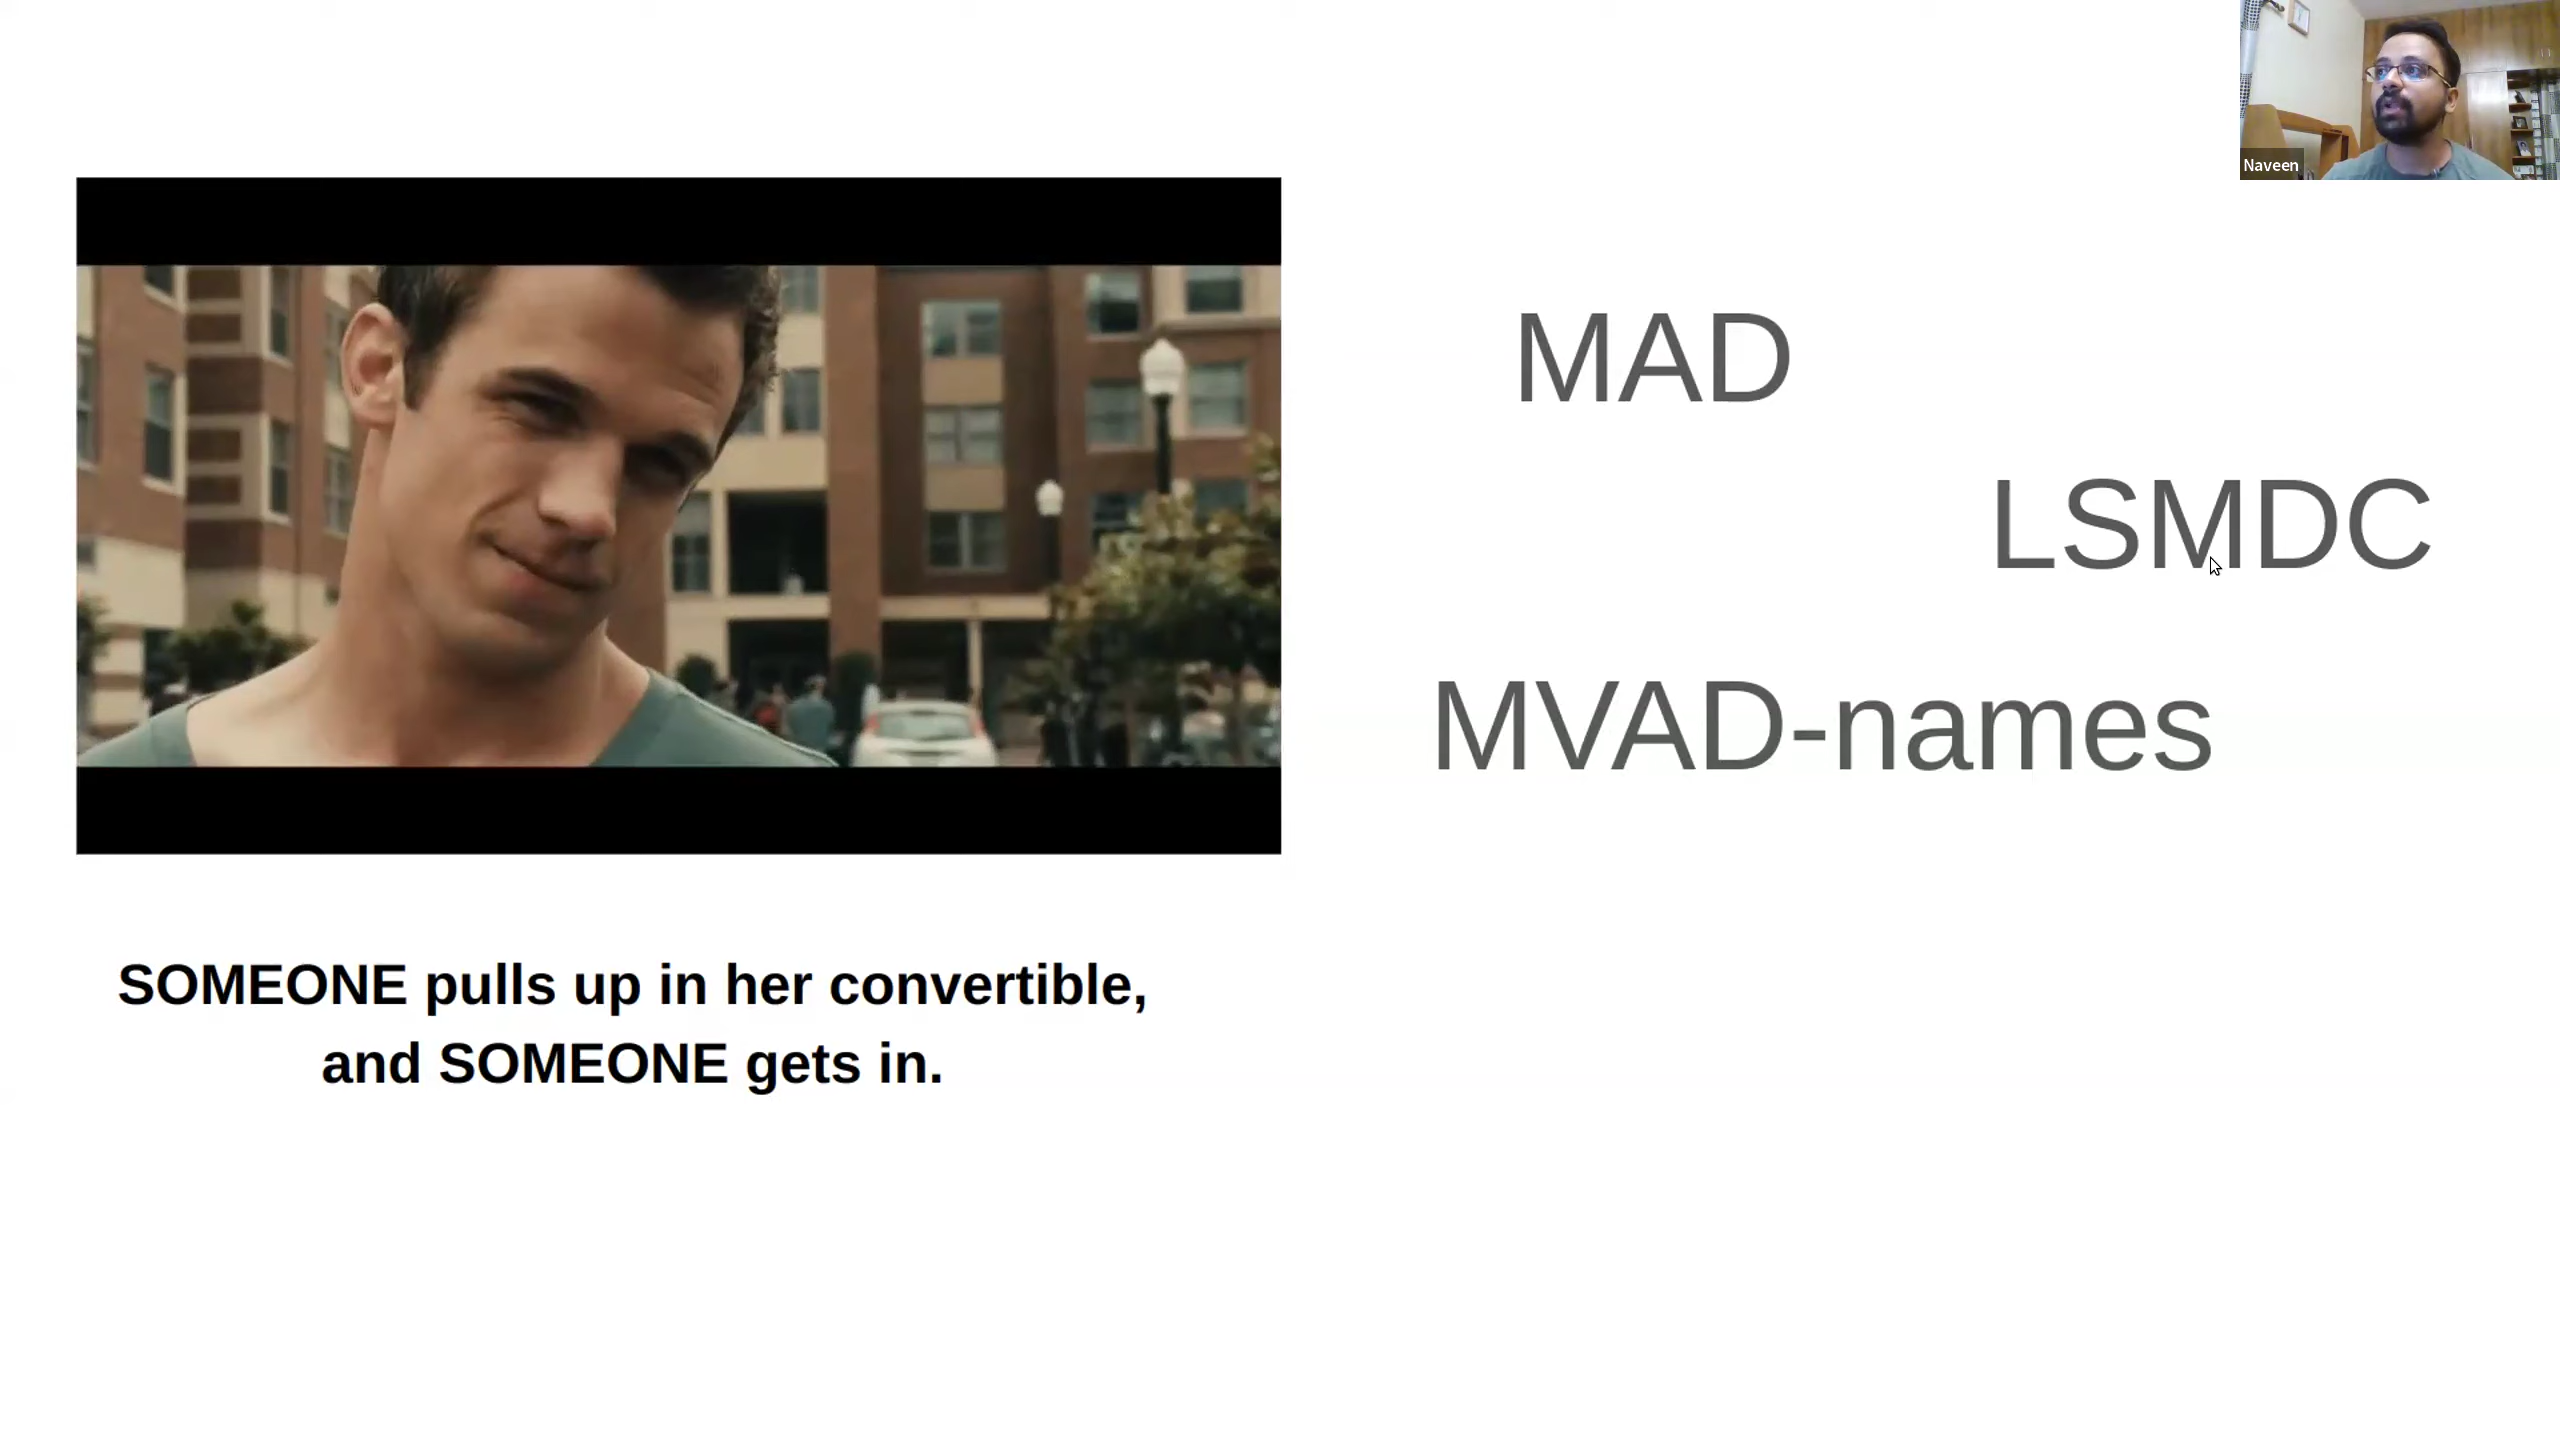 Naveen
MAD
LSMDC
MVAD-names
SOMEONE pulls up in her convertible,
and SOMEONE gets in.